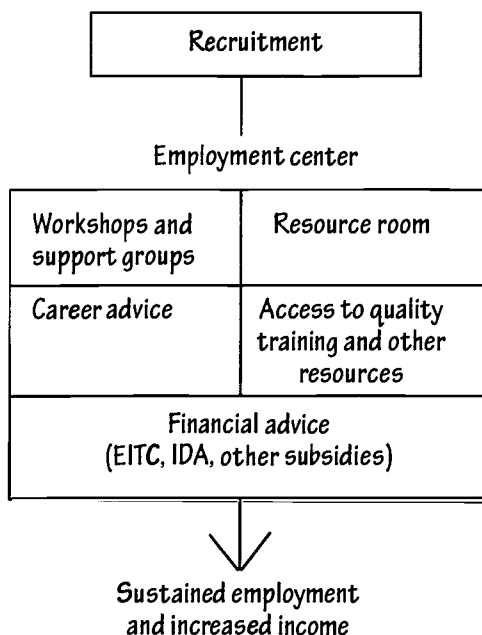 Recruitment
Employment center
Workshops and
support groups
Resource room
Career advice
Access to quality
training and other
resources
Financial advice
(EITC, IDA, other subsidies)
Sustained employment
and increased income